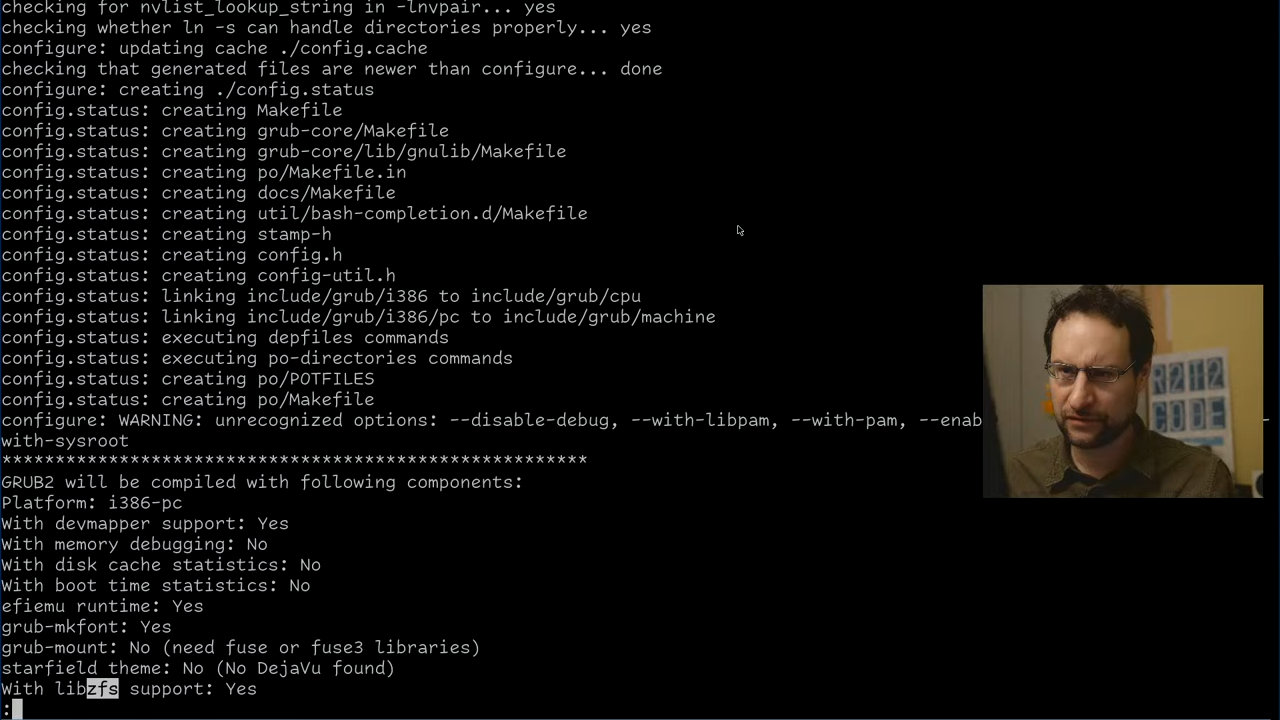 checking for nvlist_lookup_string in -lnvpair... yes
checking whether ln -s can handle directories properly... yes
configure: updating cache ./config.cache
checking that generated files are newer than configure... done
configure: creating ./config.status
config.status: creating Makefile
config.status: creating grub-core/Makefile
config.status: creating grub-core/lib/gnulib/Makefile
config.status: creating po/Makefile.in
config.status: creating docs/Makefile
config.status: creating util/bash-completion.d/Makefile
config.status: creating stamp-h
config.status: creating config.h
config.status: creating config-util.h
config.status: linking include/grub/i386 to include/grub/cpu
config.status: linking include/grub/i386/pc to include/grub/machine
config.status: executing depfiles commands
config.status: executing po-directories commands
config.status: creating po/POTFILES
config.status: creating po/Makefile
configure: WARNING: unrecognized options: --disable-debug, --with-libpam, --with-pam, --enab -
with-sysroot
*******************************************************
GRUB2 will be compiled with following components:
Platform: i386-pc
With devmapper support: Yes
With memory debugging: No
With disk cache statistics: No
With boot time statistics: No
efiemu runtime: Yes
grub-mkfont: Yes
grub-mount: No (need fuse or fuse3 libraries)
starfield theme: No (No DejaVu found)
With libzfs support: Yes
: